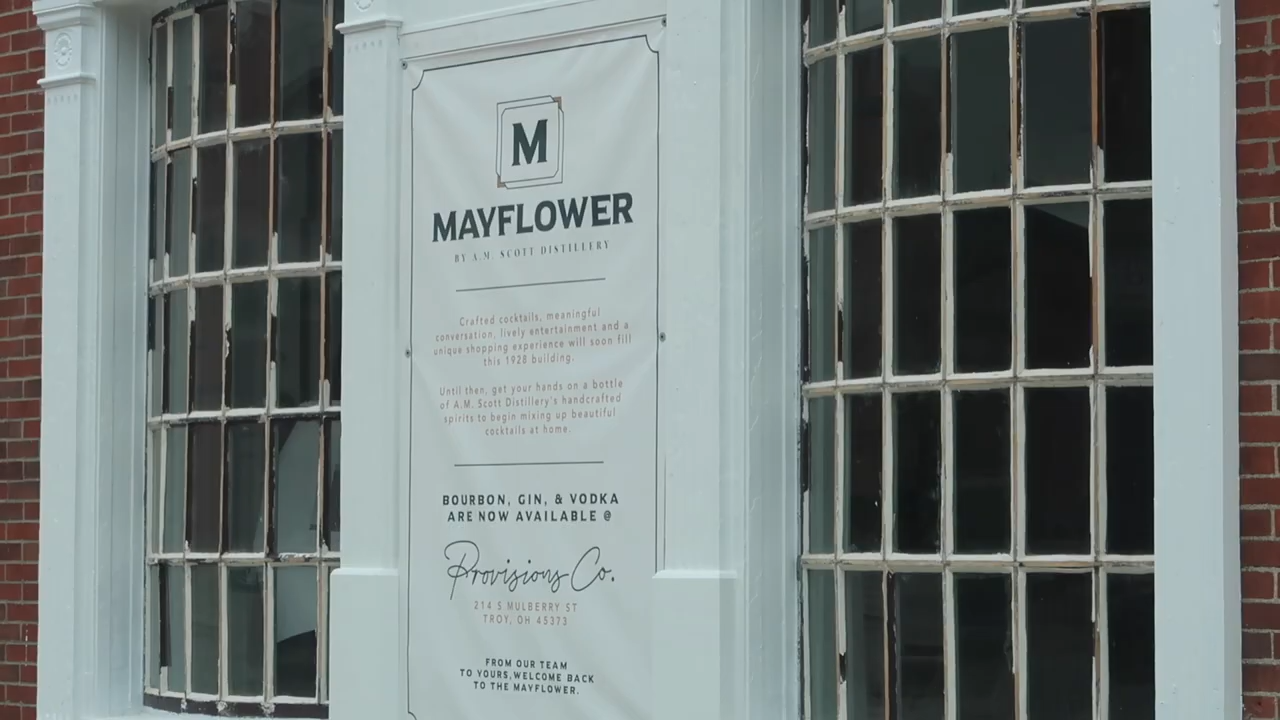 M
MAYFLOWER
BY A.M. SCOTT DISTILLERY
Crafted cocktails, meaningful
conversation, lively entertainment and a
unique shopping experience will soon fill
this 1928 building.
Until then, get your hands on a bottle
of A.M. Scott Distillery's handcrafted
spirits to begin mixing up beautiful
cocktails at home.
BOURBON, GIN, & VODKA
ARE NOW AVAILABLE @
Provisions Co.
214 S MULBERRY ST
TROY, OH 45373
FROM OUR TEAM
TO YOURS, WELCOME BACK
TO THE MAYFLOWER.